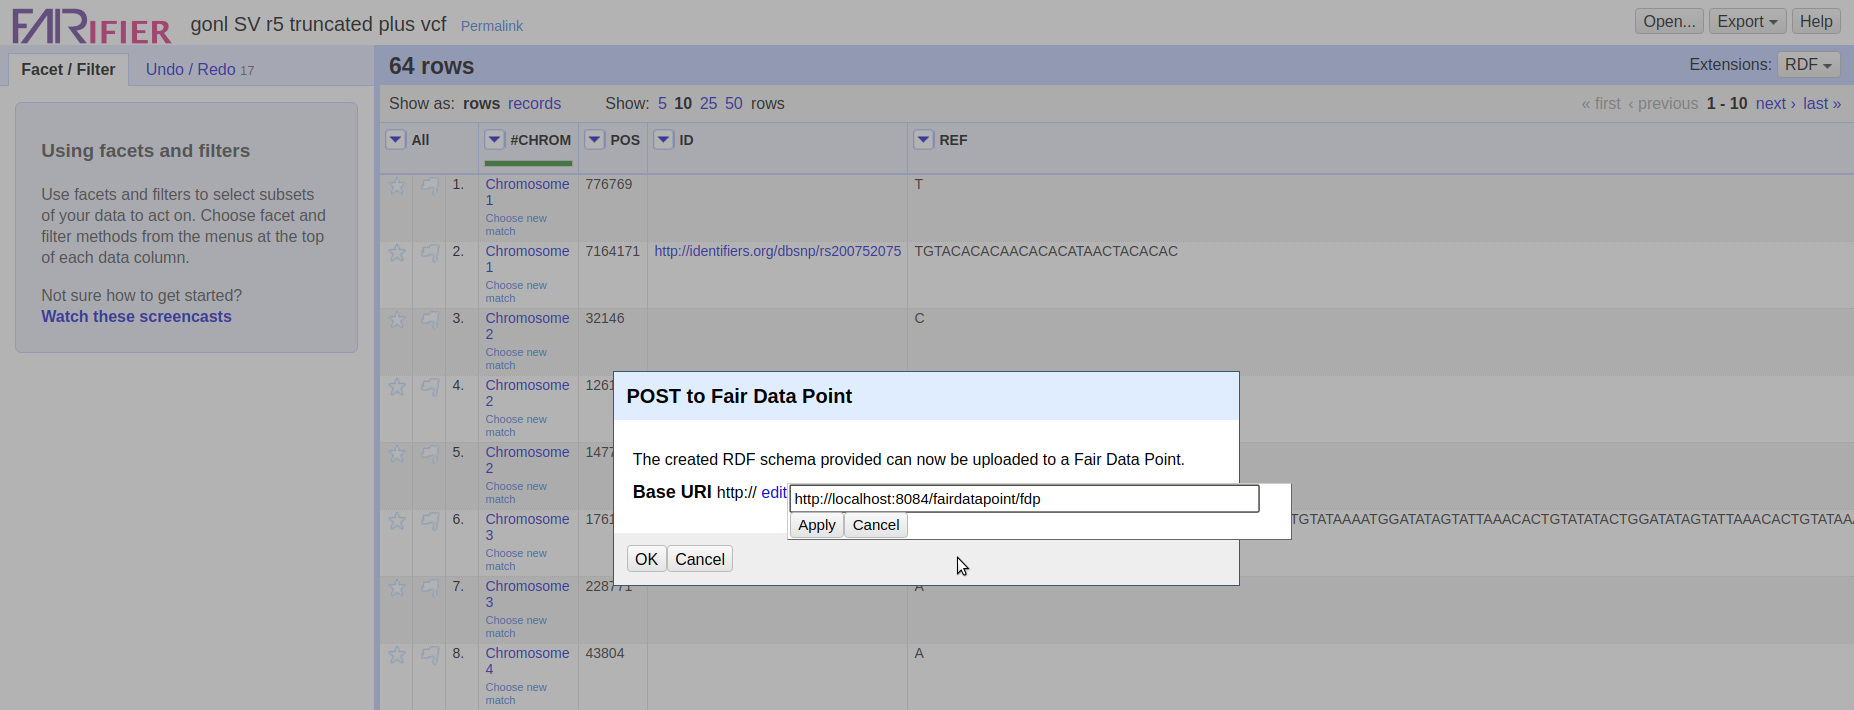 FAIRIFIER gonl SV r5 truncated plus vcf Permalink Open... Export Help
Facet / Filter Undo / Redo 17
64 rows Extensions: RDF
Show as: rows records Show: 5 10 25 50 rows « first ‹ previous 1 - 10 next › last »
Using facets and filters
Use facets and filters to select subsets
of your data to act on. Choose facet and
filter methods from the menus at the top
of each data column.
Not sure how to get started?
Watch these screencasts
All #CHROM POS ID REF
1. Chromosome 776769 T
1
Choose new
match
2. Chromosome 7164171 http://identifiers.org/dbsnp/rs200752075 TGTACACACAACACACATAACTACACAC
1
Choose new
match
3. Chromosome 32146 C
2
Choose new
match
4. Chromosome 1261
2
Choose new
match
5. Chromosome 1477
2
Choose new
match
6. Chromosome 1761 TGTATAAAATGGATATAGTATTAAACACTGTATATACTGGATATAGTATTAAACACTGTATAA
3
Choose new
match
7. Chromosome 228771 A
3
Choose new
match
8. Chromosome 43804 A
4
Choose new
match
POST to Fair Data Point
The created RDF schema provided can now be uploaded to a Fair Data Point.
Base URI http:// edit http://localhost:8084/fairdatapoint/fdp
Apply Cancel
OK Cancel